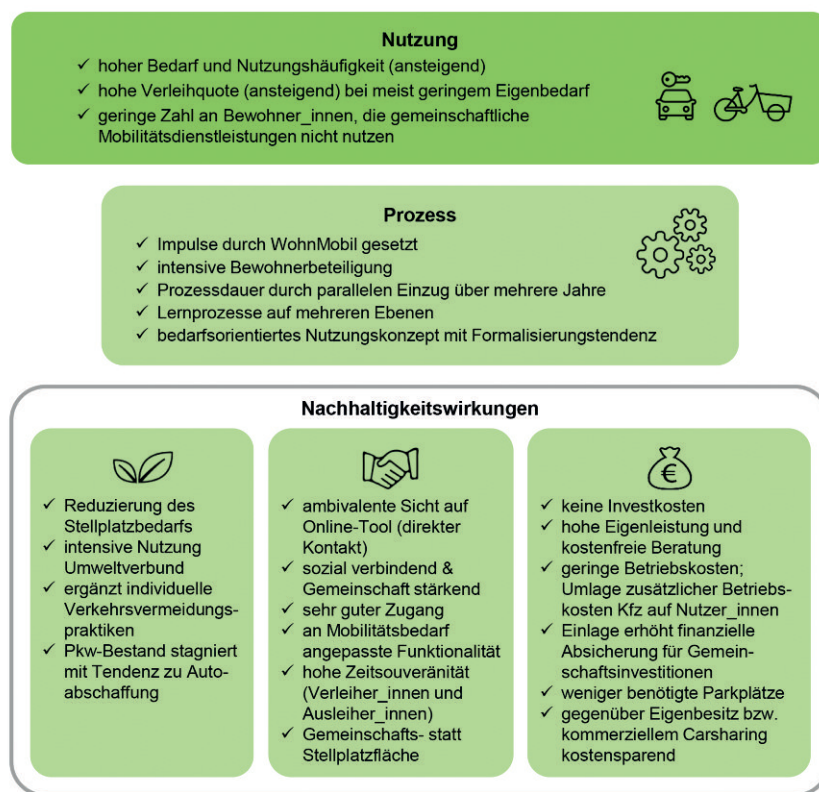 Nutzung
✓ hoher Bedarf und Nutzungshäufigkeit (ansteigend)
✓ hohe Verleihquote (ansteigend) bei meist geringem Eigenbedarf
✓ geringe Zahl an Bewohner_innen, die gemeinschaftliche
Mobilitätsdienstleistungen nicht nutzen
Prozess
✓ Impulse durch WohnMobil gesetzt
✓ intensive Bewohnerbeteiligung
✓ Prozessdauer durch parallelen Einzug über mehrere Jahre
✓ Lernprozesse auf mehreren Ebenen
✓ bedarfsorientiertes Nutzungskonzept mit Formalisierungstendenz
Nachhaltigkeitswirkungen
✓ Reduzierung des
Stellplatzbedarfs
✓ intensive Nutzung
Umweltverbund
✓ ergänzt individuelle
Verkehrsvermeidungs-
praktiken
✓ Pkw-Bestand stagniert
mit Tendenz zu Auto-
abschaffung
✓ ambivalente Sicht auf
Online-Tool (direkter
Kontakt)
✓ sozial verbindend &
Gemeinschaft stärkend
✓ sehr guter Zugang
✓ an Mobilitätsbedarf
angepasste Funktionalität
✓ hohe Zeitsouveränität
(Verleiher_innen und
Ausleiher_innen)
✓ Gemeinschafts- statt
Stellplatzfläche
€
✓ keine Investkosten
✓ hohe Eigenleistung und
kostenfreie Beratung
✓ geringe Betriebskosten;
Umlage zusätzlicher Betriebs-
kosten Kfz auf Nutzer_innen
✓ Einlage erhöht finanzielle
Absicherung für Gemein-
schaftsinvestitionen
✓ weniger benötigte Parkplätze
✓ gegenüber Eigenbesitz bzw.
kommerziellem Carsharing
kostensparend